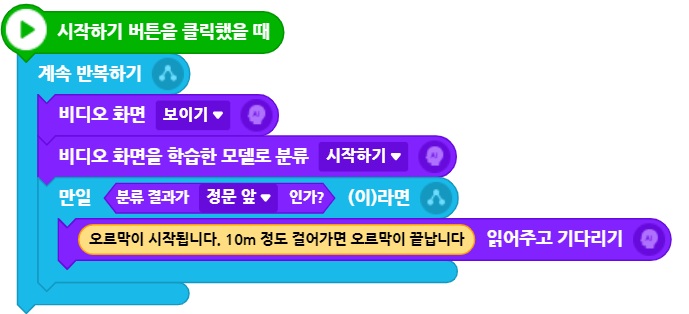 시작하기 버튼을 클릭했을 때
계속 반복하기
비디오 화면 보이기
비디오 화면을 학습한 모델로 분류 시작하기
만일 분류 결과가 정문 앞 인가? (이)라면
오르막이 시작됩니다. 10m 정도 걸어가면 오르막이 끝납니다 읽어주고 기다리기